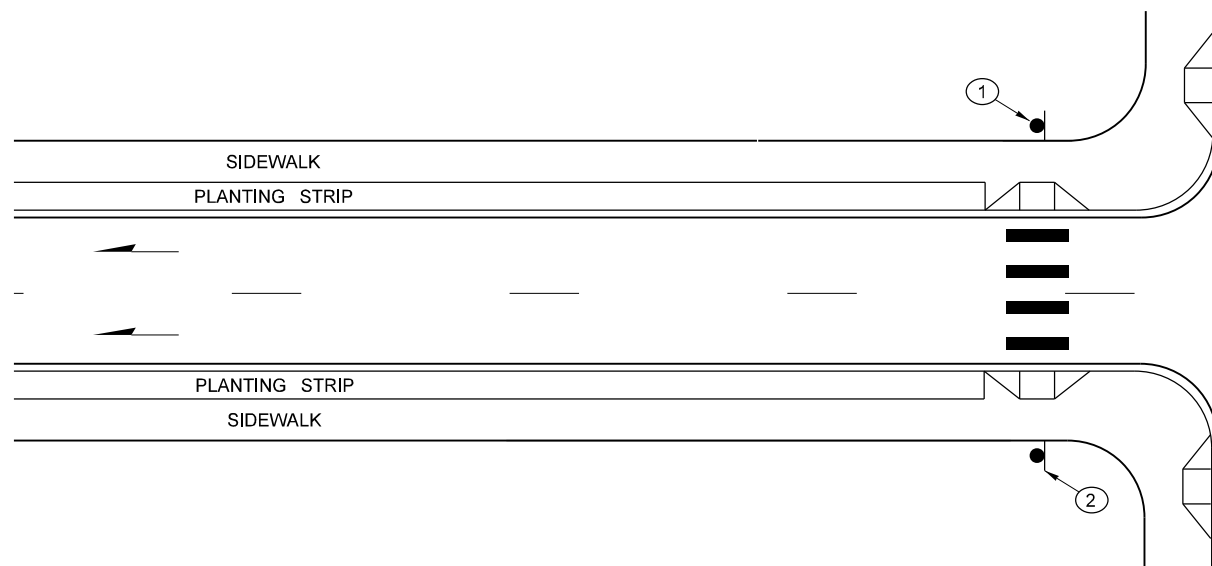 1
SIDEWALK
PLANTING STRIP
PLANTING STRIP
SIDEWALK
2